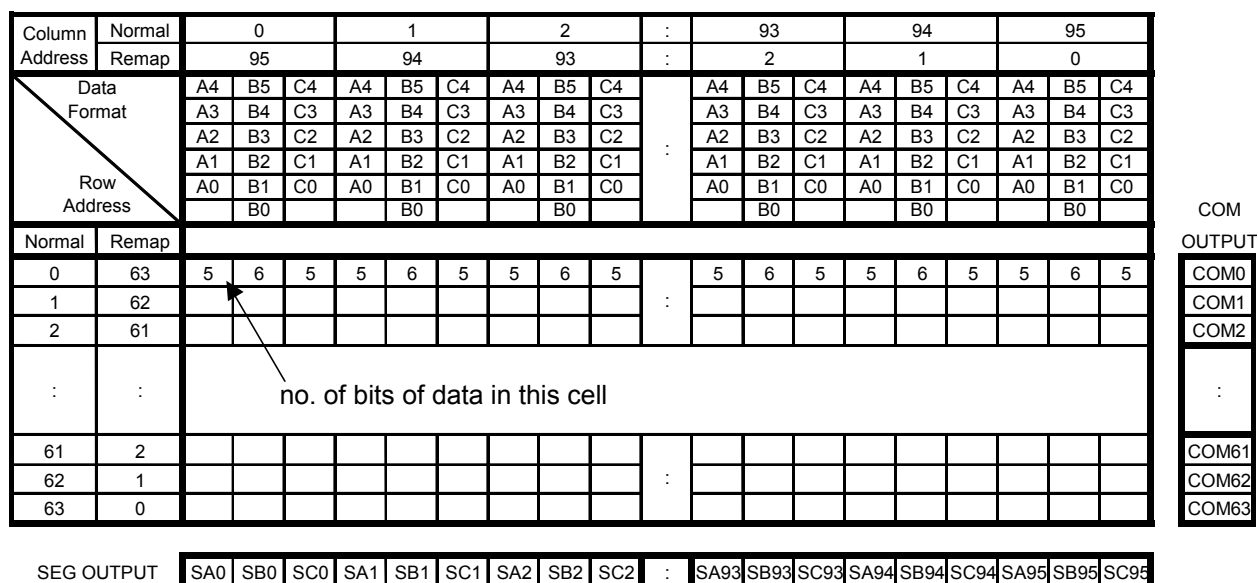 Column Normal 0 1 2 : 93 94 95
Address Remap 95 94 93 : 2 1 0
Data A4 B5 C4 A4 B5 C4 A4 B5 C4 A4 B5 C4 A4 B5 C4 A4 B5 C4
Format A3 B4 C3 A3 B4 C3 A3 B4 C3 A3 B4 C3 A3 B4 C3 A3 B4 C3
A2 B3 C2 A2 B3 C2 A2 B3 C2 : A2 B3 C2 A2 B3 C2 A2 B3 C2
A1 B2 C1 A1 B2 C1 A1 B2 C1 A1 B2 C1 A1 B2 C1 A1 B2 C1
Row A0 B1 C0 A0 B1 C0 A0 B1 C0 A0 B1 C0 A0 B1 C0 A0 B1 C0
Address B0 B0 B0 B0 B0 B0 COM
Normal Remap OUTPUT
0 63 5 6 5 5 6 5 5 6 5 5 6 5 5 6 5 5 6 5 COM0
1 62 : COM1
2 61 COM2
: : no. of bits of data in this cell :
61 2 COM61
62 1 : COM62
63 0 COM63
SEG OUTPUT SA0 SB0 SC0 SA1 SB1 SC1 SA2 SB2 SC2 : SA93 SB93 SC93 SA94 SB94 SC94 SA95 SB95 SC95